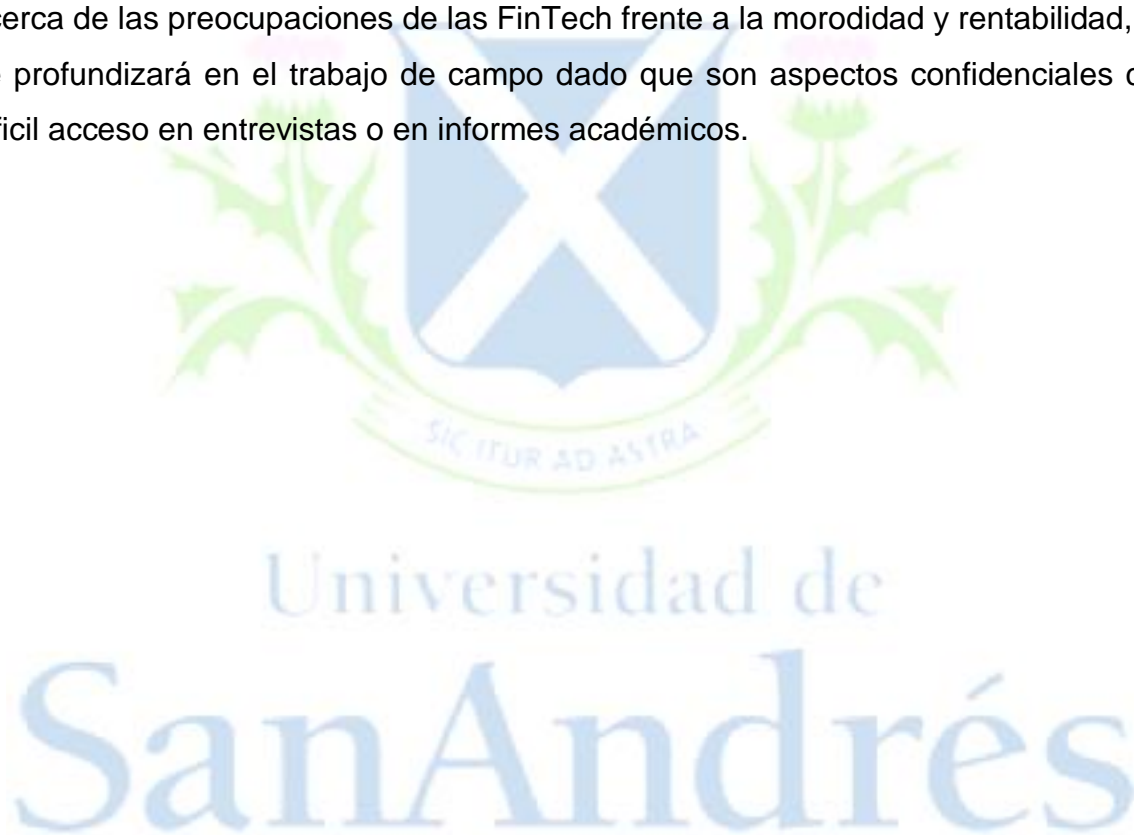 cerca de las preocupaciones de las FinTech frente a la morodidad y rentabilidad,
profundizará en el trabajo de campo dado que son aspectos confidenciales
ficil acceso en entrevistas o en informes académicos.
SIC ITUR AD ASTRA
Universidad de
SanAndrés